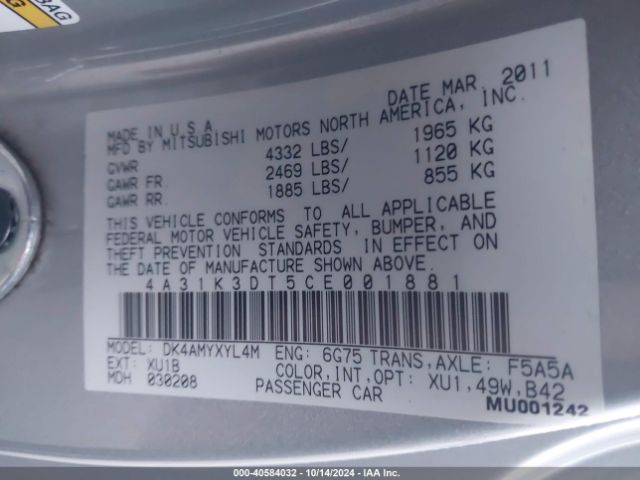 BAG
AG
DATE MAR. 2011
MADE IN U.S.A.
MFD BY MITSUBISHI MOTORS NORTH AMERICA, INC.
GVWR 4332 LBS/ 1965 KG
GAWR FR. 2469 LBS/ 1120 KG
GAWR RR. 1885 LBS/ 855 KG
THIS VEHICLE CONFORMS TO ALL APPLICABLE
FEDERAL MOTOR VEHICLE SAFETY, BUMPER, AND
THEFT PREVENTION STANDARDS IN EFFECT ON
THE DATE OF MANUFACTURE SHOWN ABOVE.
4A31K3DT5CE001881
MODEL: DK4AMYXYL4M ENG: 6G75 TRANS,AXLE: F5A5A
EXT: XU1B COLOR,INT,OPT: XU1,49W,B42
MDH 030208 PASSENGER CAR
MU001242
000-40584032 - 10/14/2024 - IAA Inc.